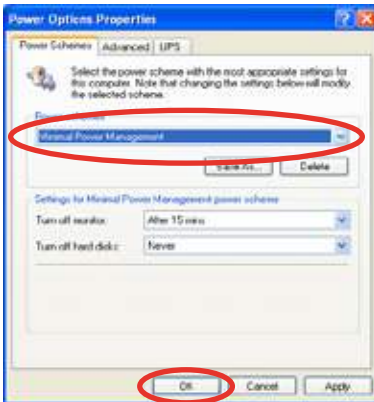 Power Options Properties
Power Schemes Advanced UPS
Select the power scheme with the most appropriate settings for
this computer. Note that changing the settings below will modify
the selected scheme.
Power schemes
Minimal Power Management
Save As... Delete
Settings for Minimal Power Management power scheme
Turn off monitor: After 15 mins
Turn off hard disks: Never
OK Cancel Apply